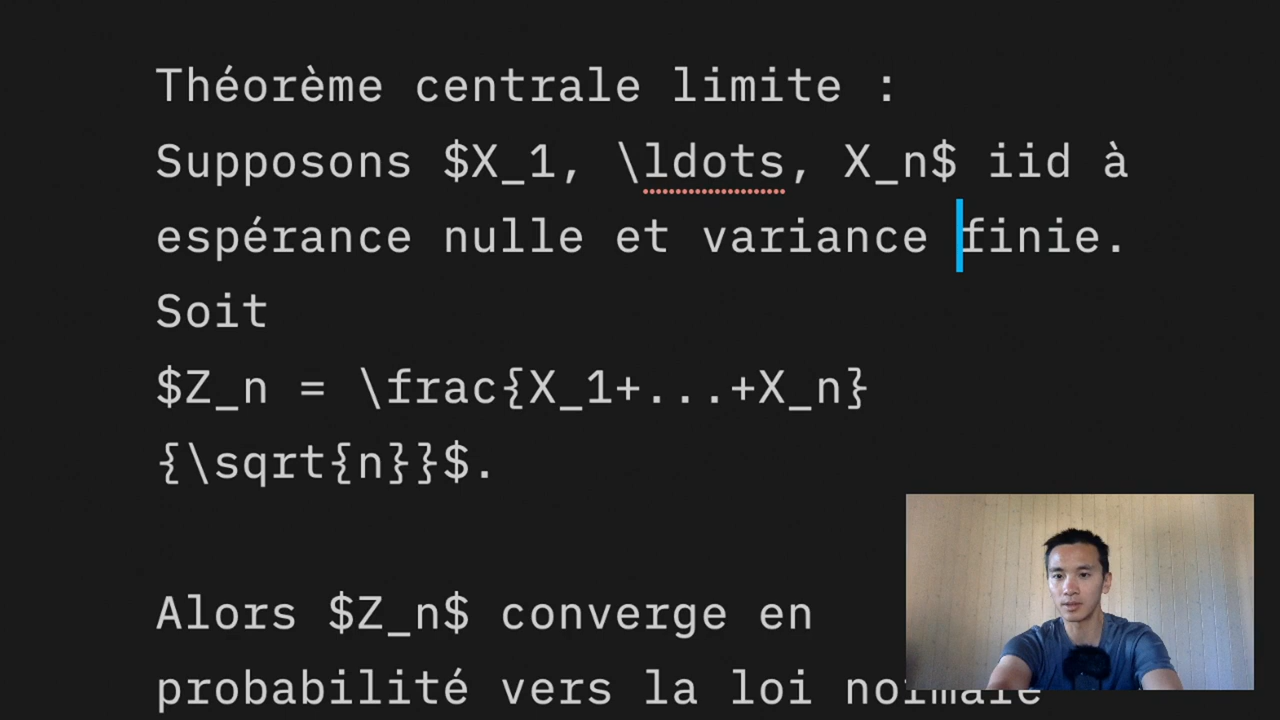 Théorème centrale limite :
Supposons $X_1, \ldots, X_n$ iid à
espérance nulle et variance finie.
Soit
$Z_n = \frac{X_1+...+X_n}
{\sqrt{n}}$.
Alors $Z_n$ converge en
probabilité vers la loi normale